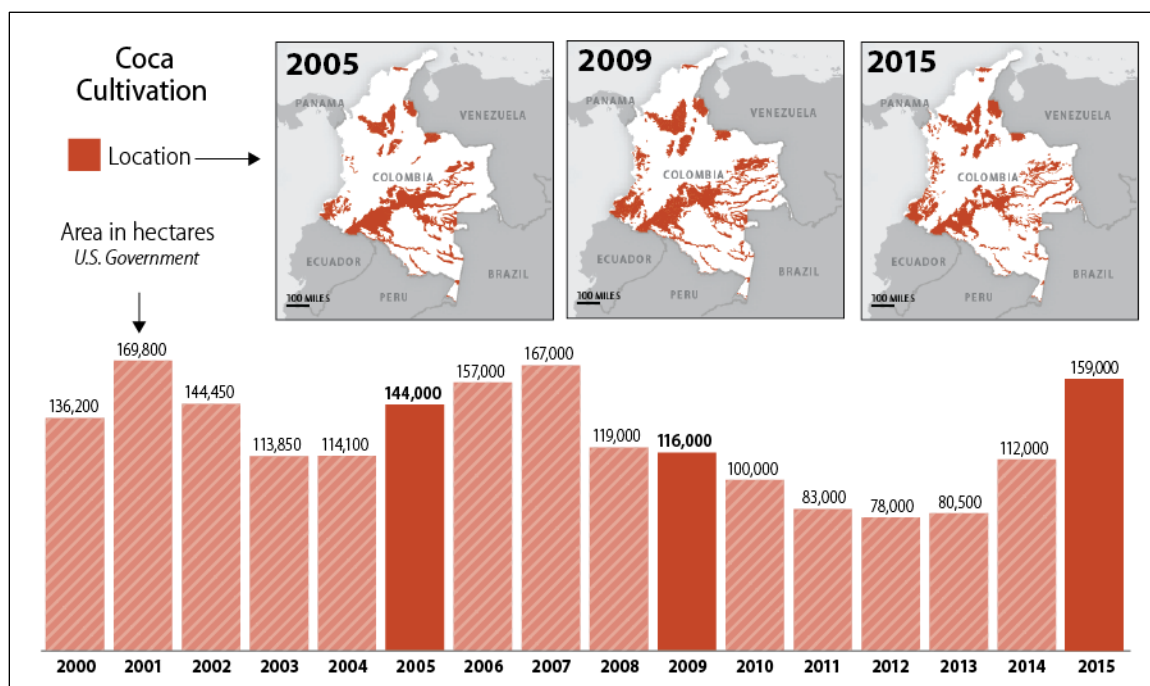 Coca
Cultivation
Location
Area in hectares
U.S. Government
2005
PANAMA
VENEZUELA
COLOMBIA
ECUADOR
PERU
BRAZIL
100 MILES
2009
PANAMA
VENEZUELA
COLOMBIA
ECUADOR
PERU
BRAZIL
100 MILES
2015
PANAMA
VENEZUELA
COLOMBIA
ECUADOR
PERU
BRAZIL
100 MILES
136,200
169,800
144,450
113,850
114,100
144,000
157,000
167,000
119,000
116,000
100,000
83,000
78,000
80,500
112,000
159,000
2000 2001 2002 2003 2004 2005 2006 2007 2008 2009 2010 2011 2012 2013 2014 2015